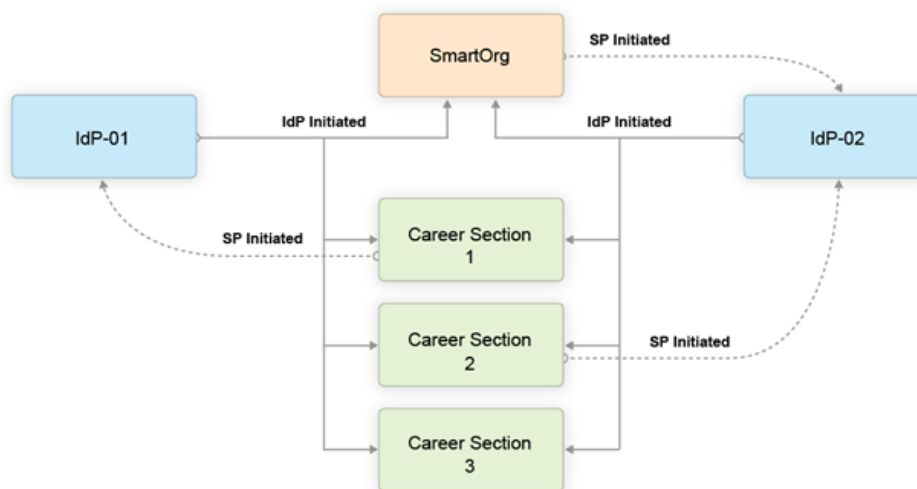 SmartOrg
SP Initiated
IdP-01
IdP Initiated
IdP Initiated
IdP-02
SP Initiated
Career Section
1
Career Section
2
SP Initiated
Career Section
3